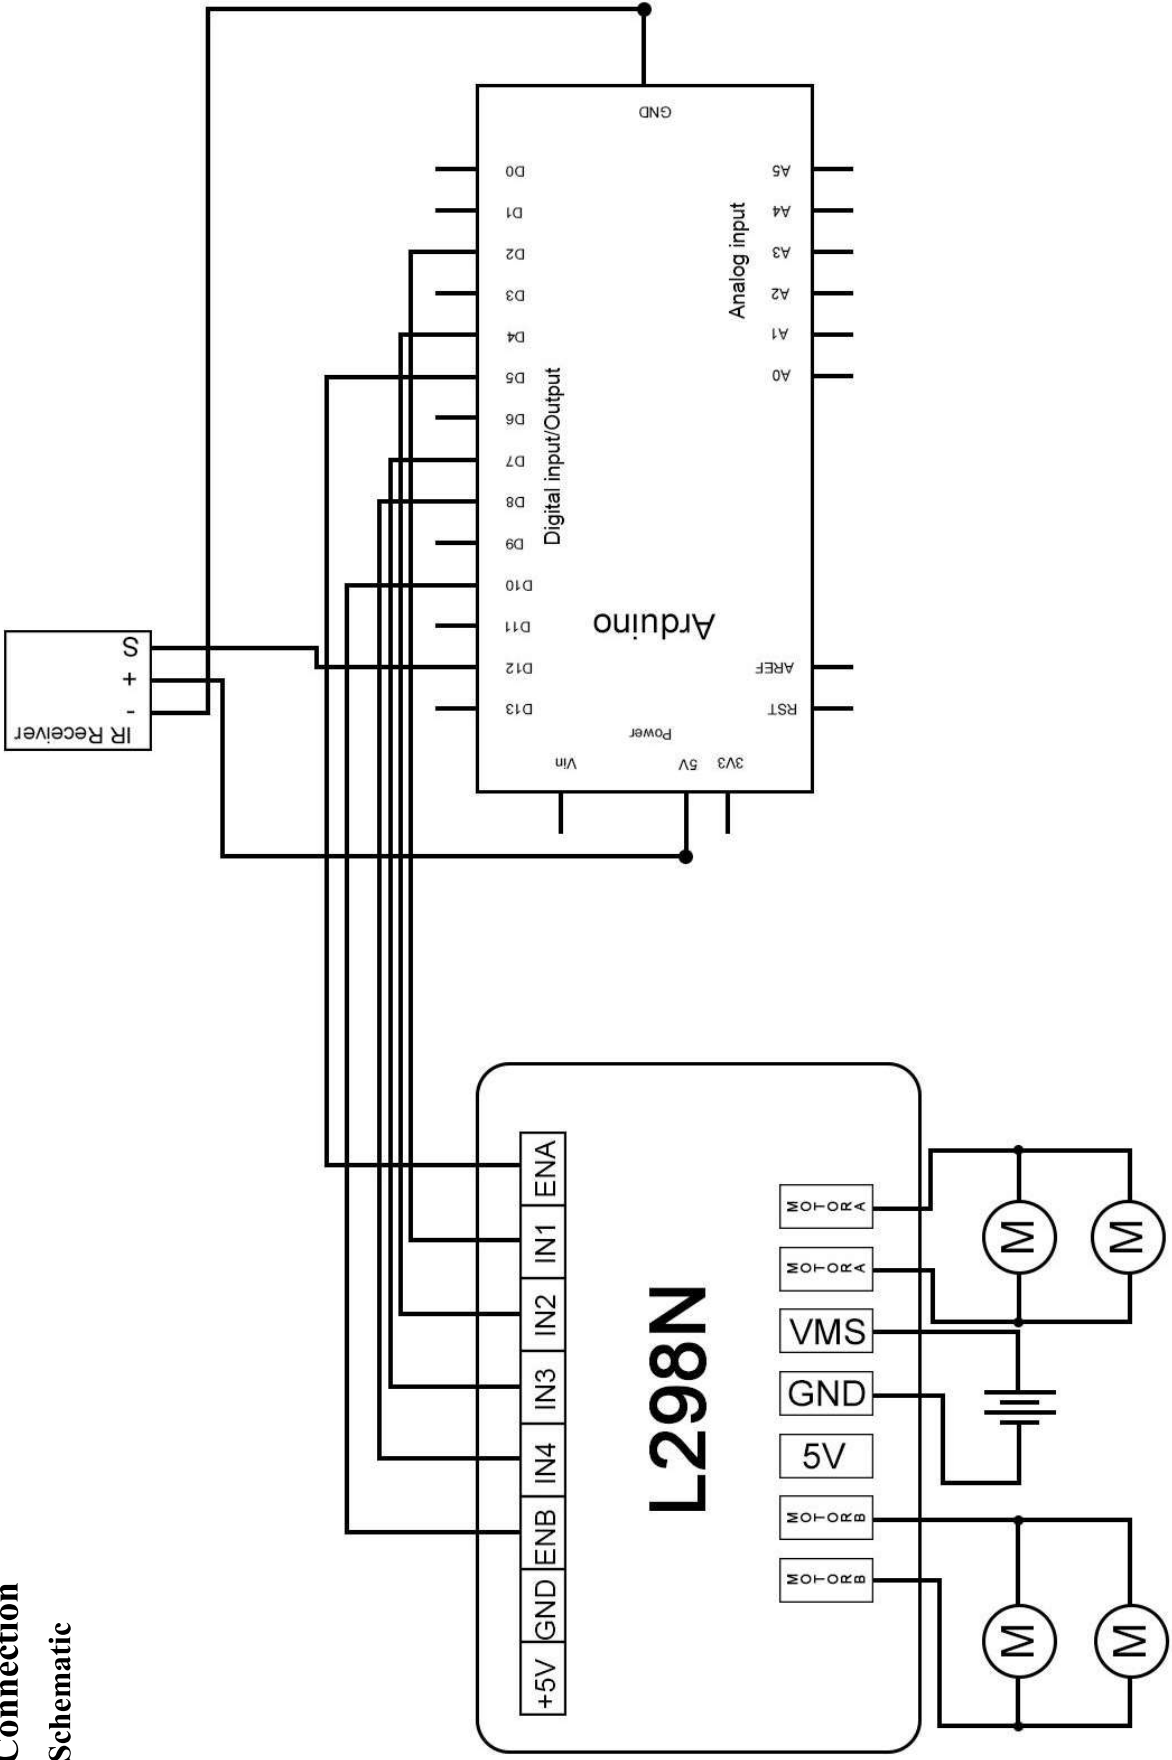 Connection
Schematic
IR Receiver
S
+
-
Arduino
GND
D0
D1
D2
D3
D4
D5
D6
D7
D8
D9
D10
D11
D12
D13
Digital input/Output
Analog input
A5
A4
A3
A2
A1
A0
AREF
RST
Power
Vin
5V
3V3
L298N
ENA
IN1
IN2
IN3
IN4
ENB
GND
+5V
MOTORA
MOTORA
VMS
GND
5V
MOTORB
MOTORB
M
M
M
M